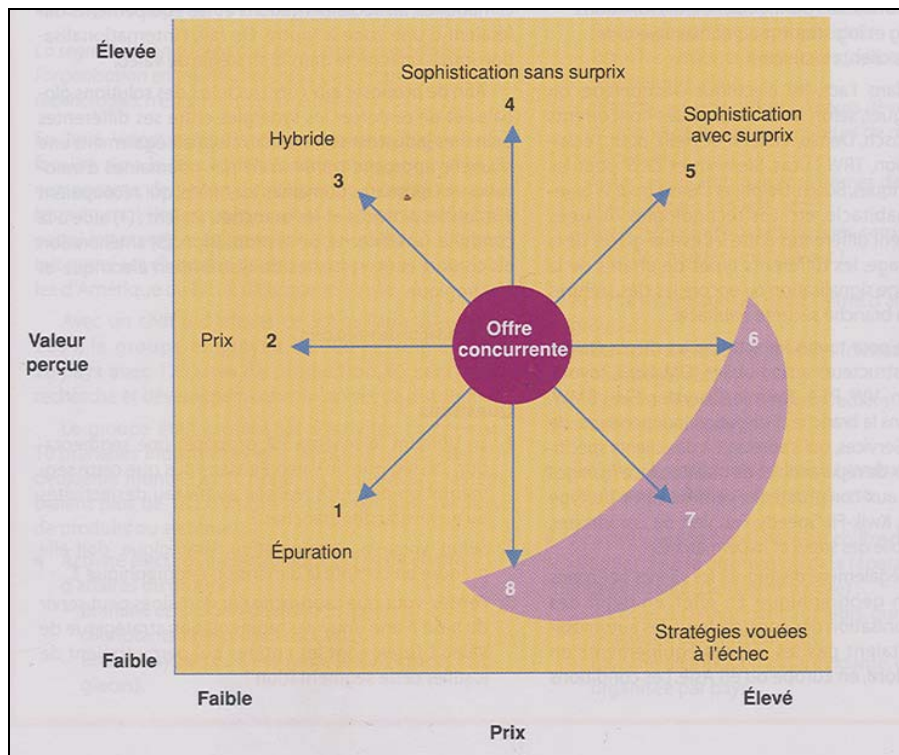 Élevée
Sophistication sans surprix
4
Sophistication
avec surprix
5
Hybride
3
Valeur
perçue
Prix 2
Offre
concurrente
6
1
Épuration
7
8
Stratégies vouées
à l'échec
Faible
Faible
Élevé
Prix